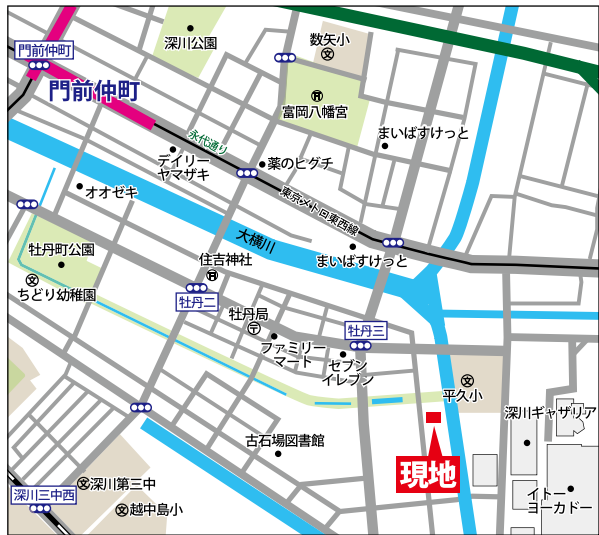 深川公園
数矢小
門前仲町
門前仲町
富岡八幡宮
まいばすけっと
永代通り
デイリー
ヤマザキ
薬のヒグチ
オオゼキ
東京メトロ東西線
大横川
まいばすけっと
牡丹町公園
住吉神社
ちどり幼稚園
牡丹二
牡丹局
牡丹三
ファミリー
マート
セブン
イレブン
平久小
深川ギャザリア
古石場図書館
現地
深川第三中
深川三中西
越中島小
イトー
ヨーカドー